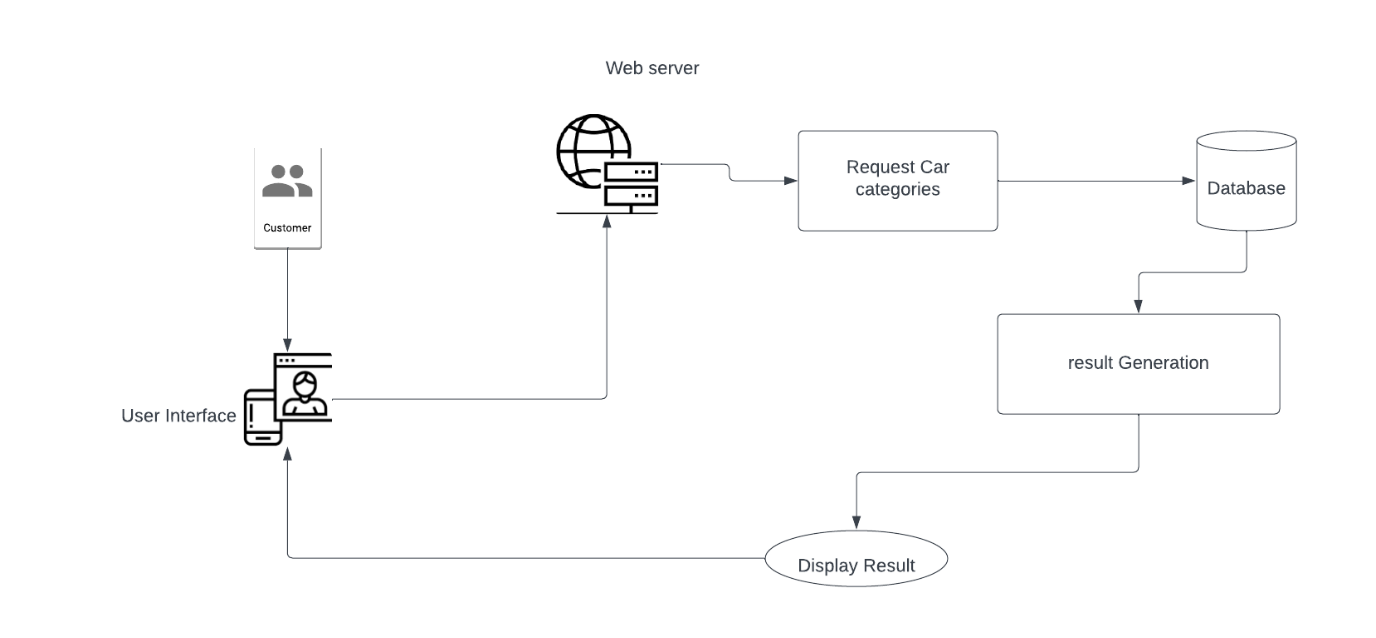 Web server
Request Car
categories
Database
Customer
result Generation
User Interface
Display Result